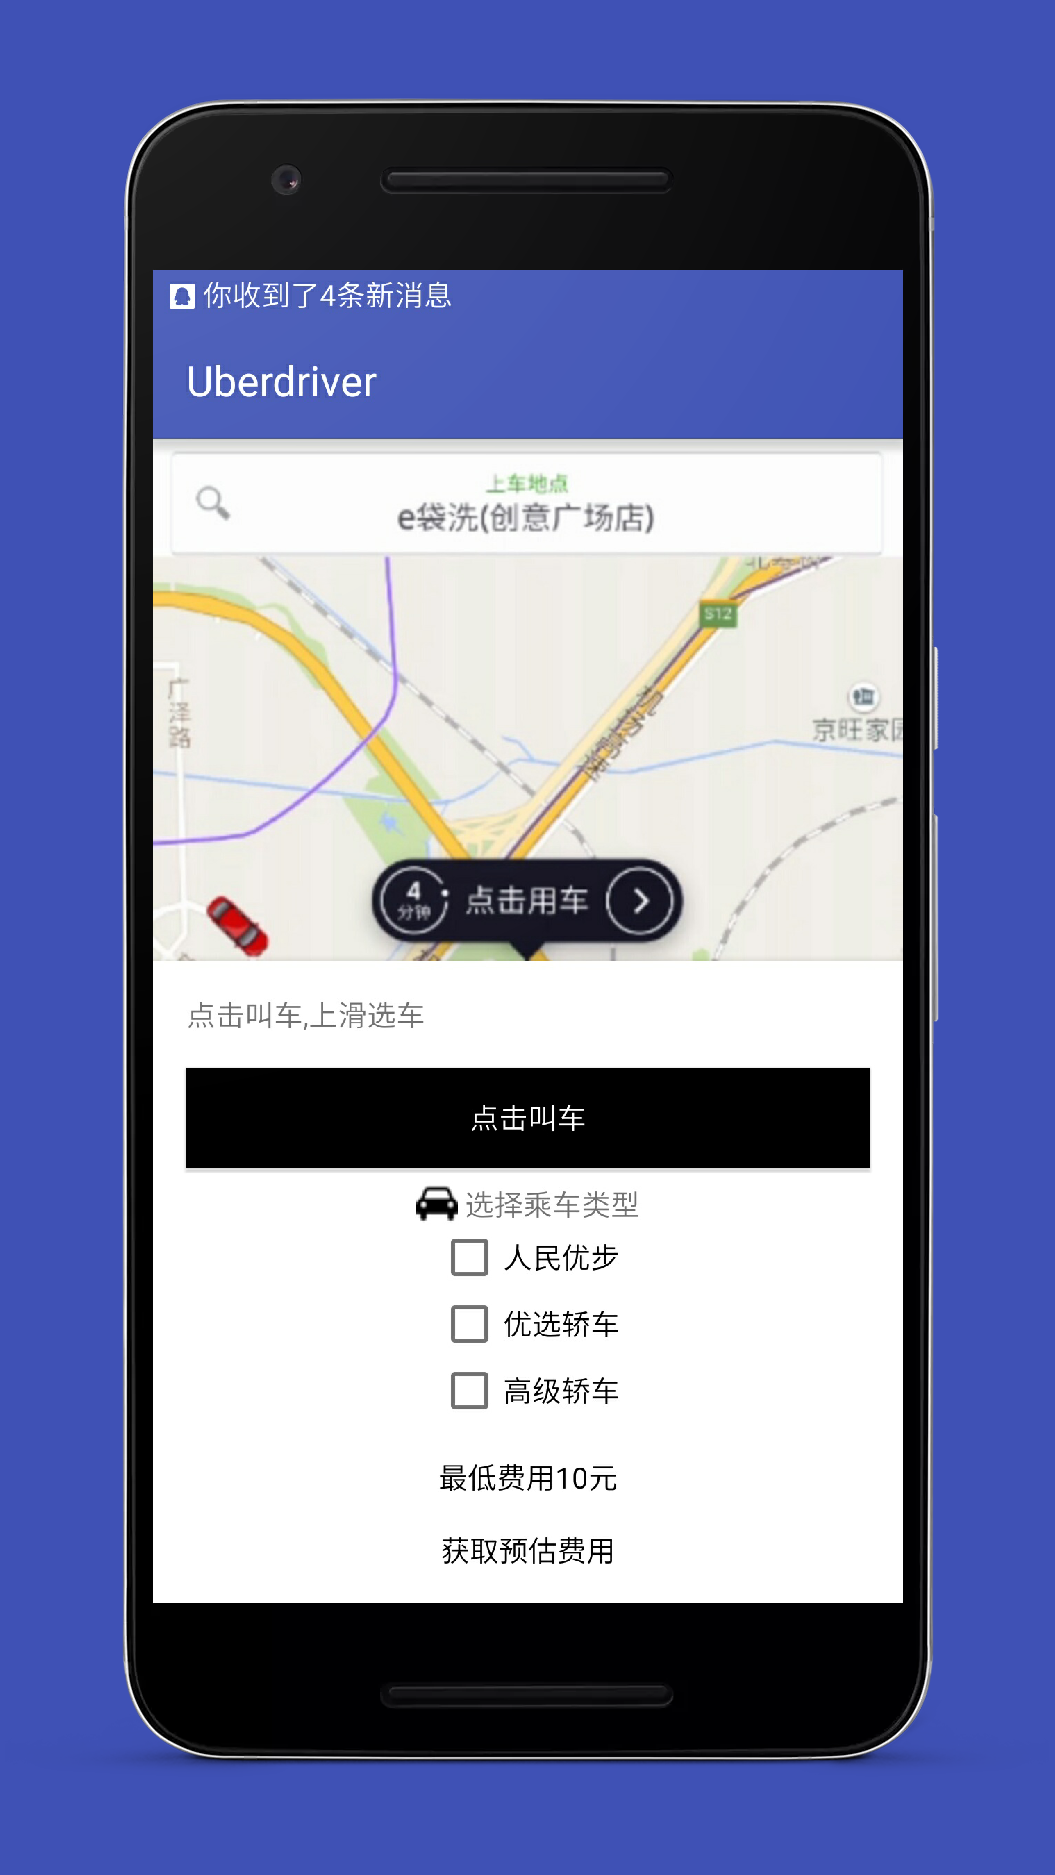 你收到了4条新消息
Uberdriver
上车地点
e袋洗(创意广场店)
S12
广泽路
机场高速
京旺家园
4
分钟
点击用车
点击叫车,上滑选车
点击叫车
选择乘车类型
人民优步
优选轿车
高级轿车
最低费用10元
获取预估费用